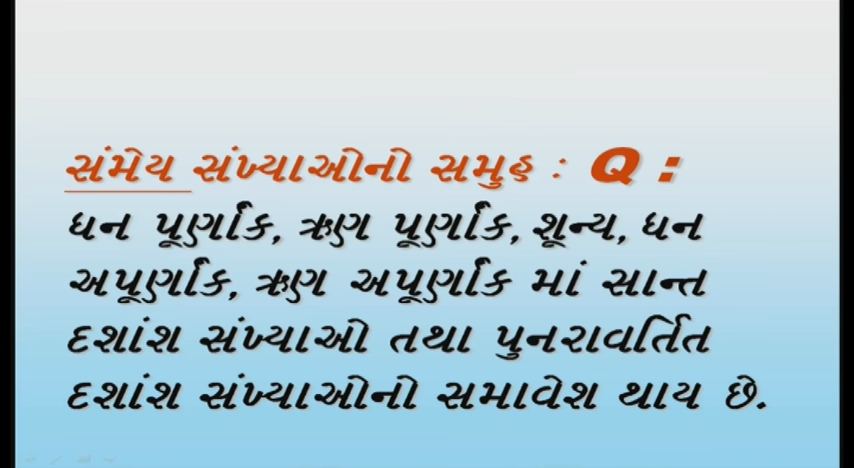 સંમેય સંખ્યાઓનો સમુહ : Q :
ધન પૂર્ણાંક, ઋણ પૂર્ણાંક, શૂન્ય, ધન
અપૂર્ણાંક, ઋણ અપૂર્ણાંક માં સાન્ત
દશાંશ સંખ્યાઓ તથા પુનરાવર્તિત
દશાંશ સંખ્યાઓનો સમાવેશ થાય છે.